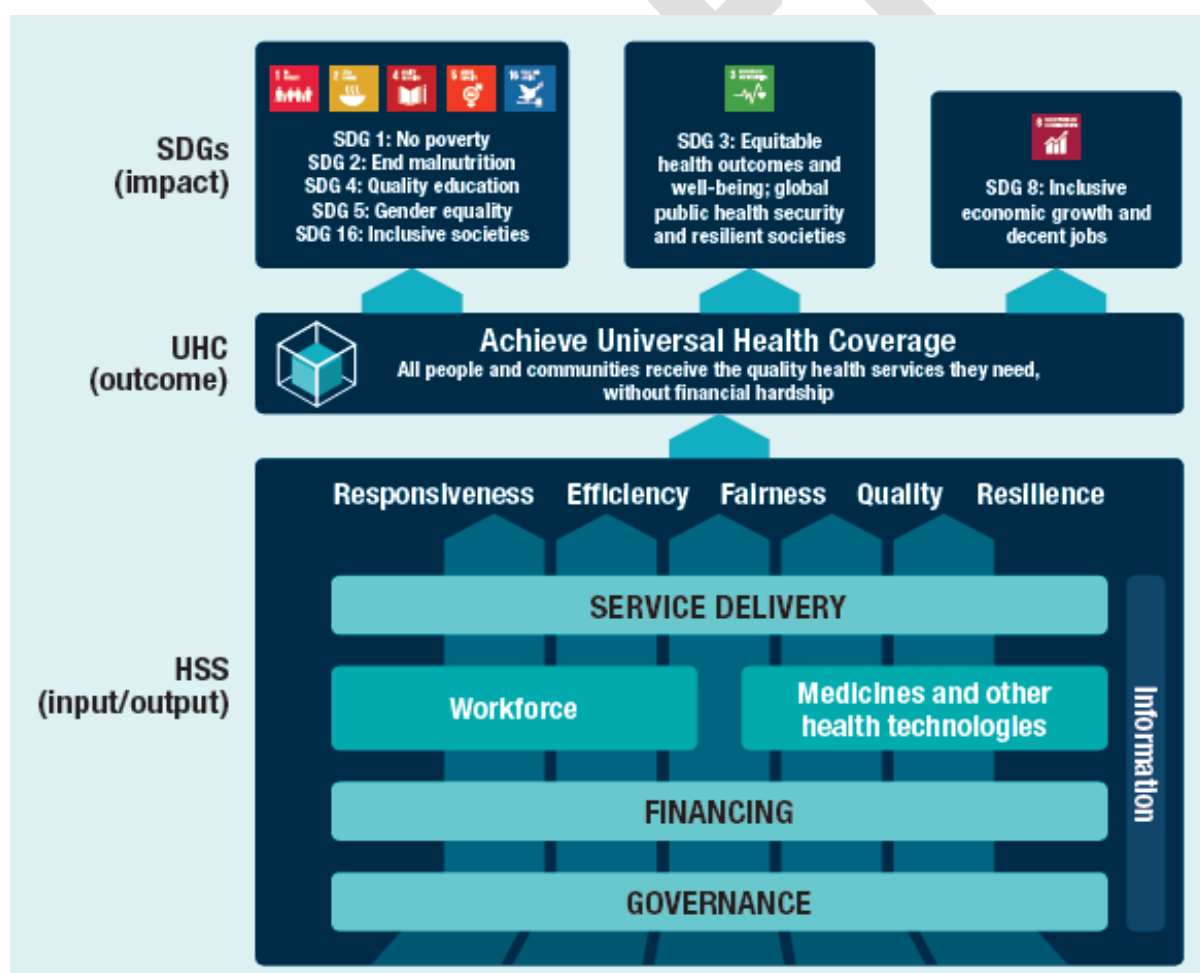 SDGs
(impact)
SDG 1: No poverty
SDG 2: End malnutrition
SDG 4: Quality education
SDG 5: Gender equality
SDG 16: Inclusive societies
SDG 3: Equitable
health outcomes and
well-being; global
public health security
and resilient societies
SDG 8: Inclusive
economic growth and
decent jobs
UHC
(outcome)
Achieve Universal Health Coverage
All people and communities receive the quality health services they need,
without financial hardship
HSS
(input/output)
Responsiveness Efficiency Fairness Quality Resilience
SERVICE DELIVERY
Workforce
Medicines and other
health technologies
FINANCING
GOVERNANCE
Information